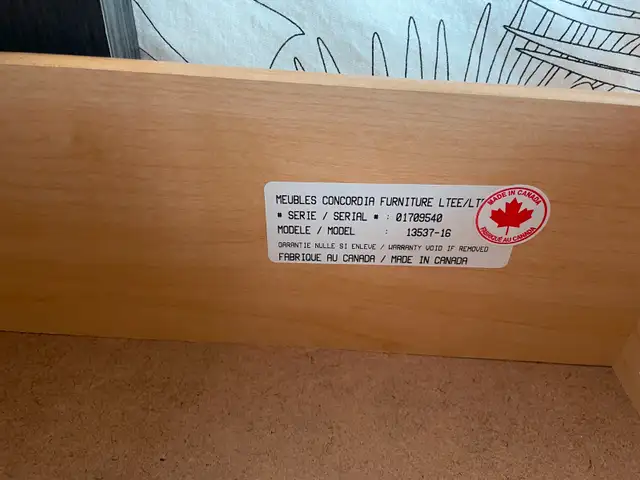 MEUBLES CONCORDIA FURNITURE LTEE/LT
# SERIE / SERIAL # : 01709540
MODELE / MODEL : 13537-16
GARANTIE NULLE SI ENLEVE / WARRANTY VOID IF REMOVED
FABRIQUE AU CANADA / MADE IN CANADA
MADE IN CANADA
FABRIQUÉ AU CANADA